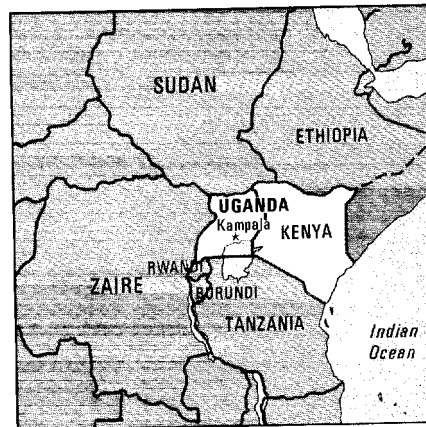 SUDAN
ETHIOPIA
UGANDA
Kampala
KENYA
RWANDA
ZAIRE
BURUNDI
TANZANIA
Indian
Ocean